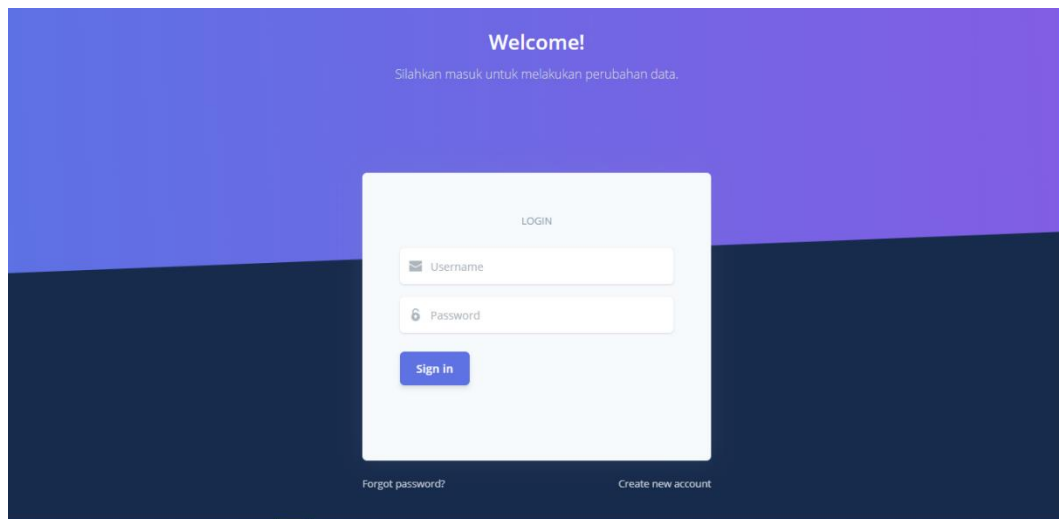 Welcome!
Silahkan masuk untuk melakukan perubahan data.
LOGIN
Username
Password
Sign in
Forgot password?
Create new account